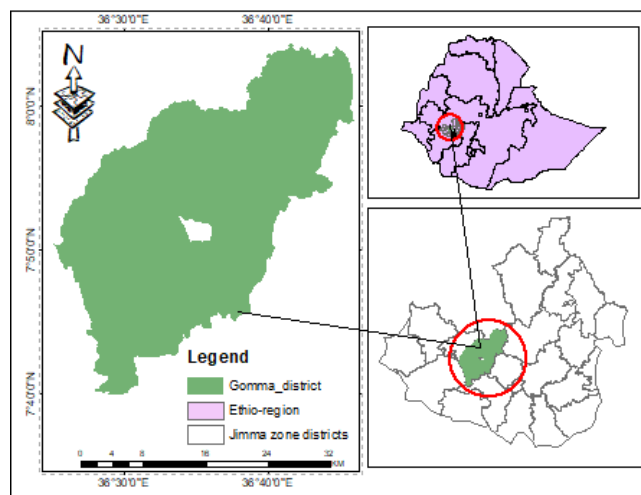 36°30'0"E 36°40'0"E
N
8°0'0"N
7°50'0"N
7°40'0"N
Legend
Gomma_district
Ethio-region
Jimma zone districts
0 4 8 16 24 32
KM
36°30'0"E 36°40'0"E